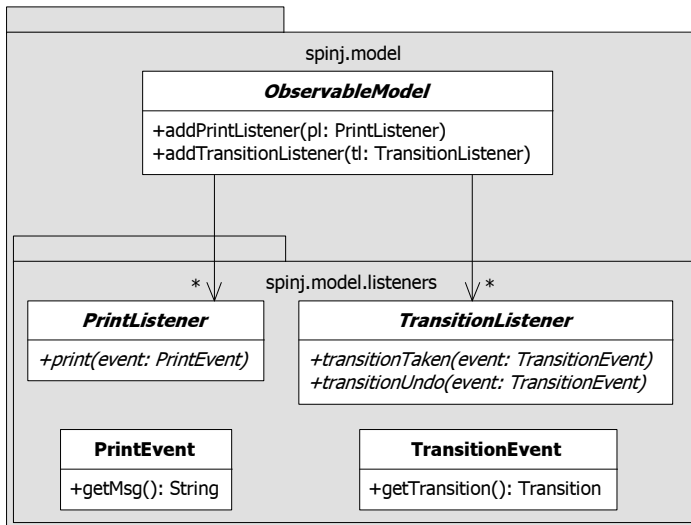 spinj.model
ObservableModel
+addPrintListener(pl: PrintListener)
+addTransitionListener(tl: TransitionListener)
* *
spinj.model.listeners
PrintListener
+print(event: PrintEvent)
TransitionListener
+transitionTaken(event: TransitionEvent)
+transitionUndo(event: TransitionEvent)
PrintEvent
+getMsg(): String
TransitionEvent
+getTransition(): Transition